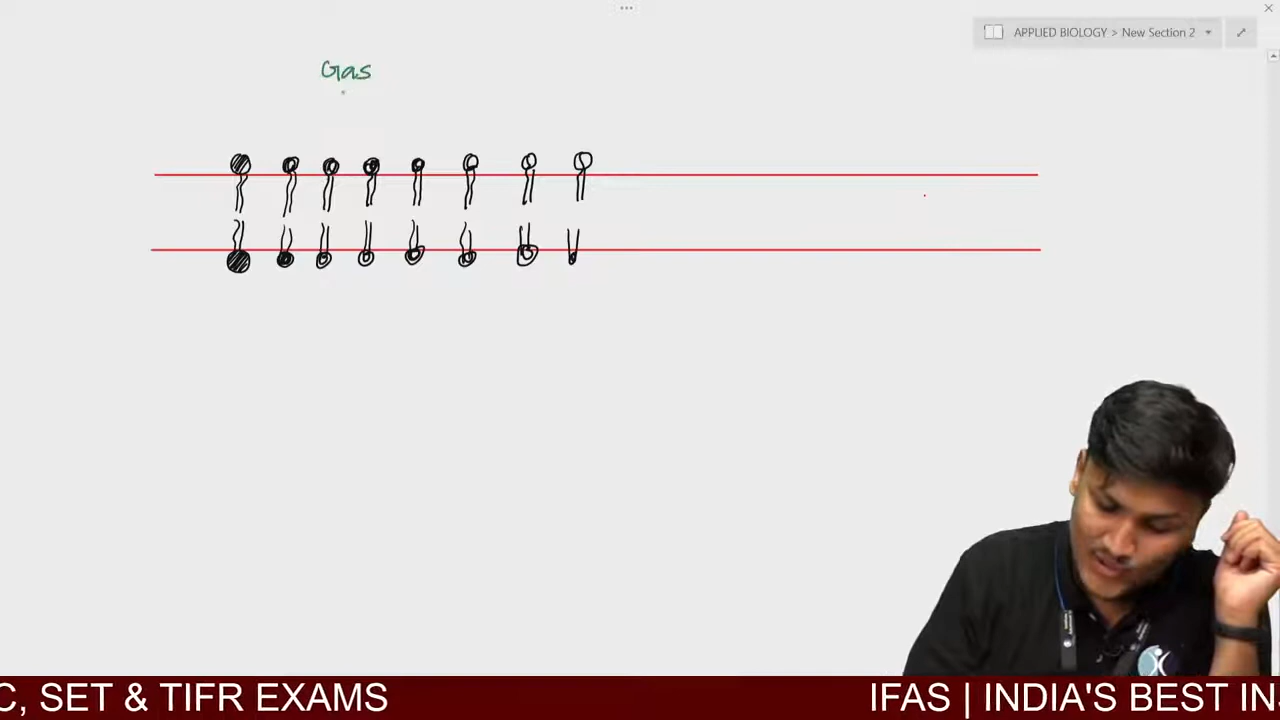 APPLIED BIOLOGY > New Section 2
Gas
C, SET & TIFR EXAMS
IFAS | INDIA'S BEST IN